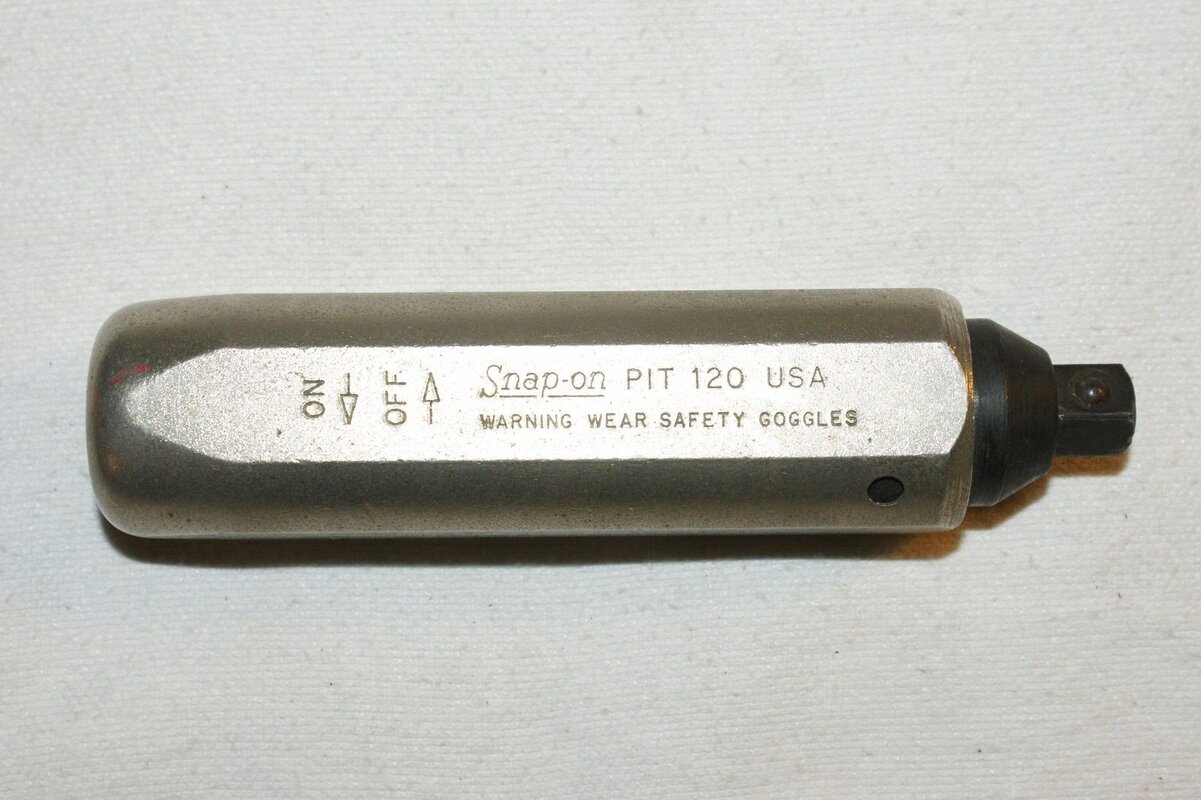 ON
OFF
Snap-on PIT 120 USA
WARNING WEAR SAFETY GOGGLES